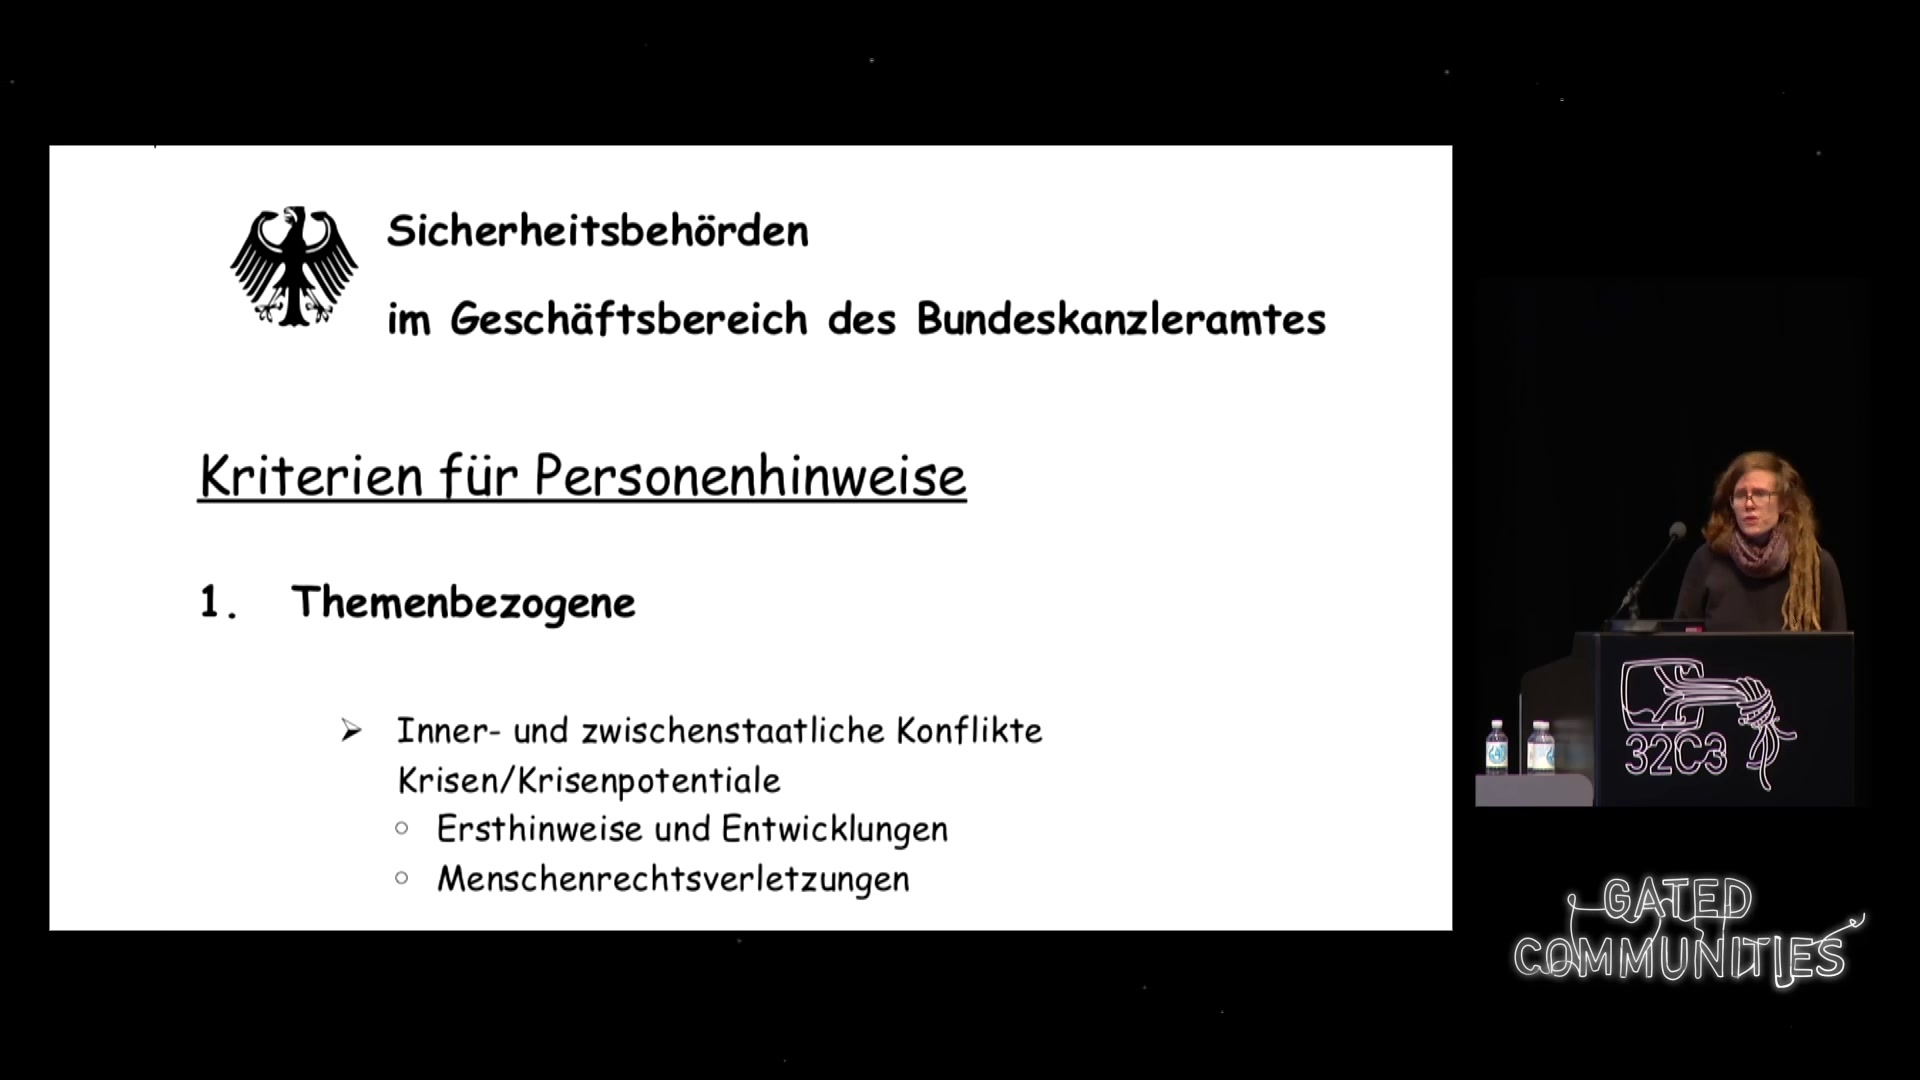 Sicherheitsbehörden
im Geschäftsbereich des Bundeskanzleramtes
Kriterien für Personenhinweise
1. Themenbezogene
➢ Inner- und zwischenstaatliche Konflikte
Krisen/Krisenpotentiale
○ Ersthinweise und Entwicklungen
○ Menschenrechtsverletzungen
32C3
GATED
COMMUNITIES